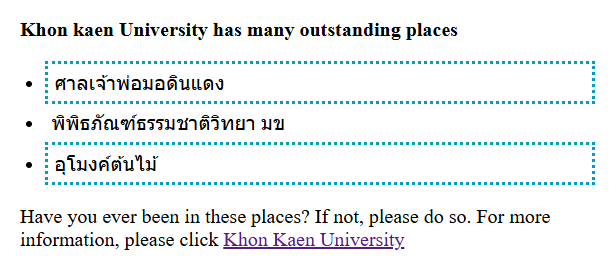 Khon kaen University has many outstanding places
ศาลเจ้าพ่อมอดินแดง
พิพิธภัณฑ์ธรรมชาติวิทยา มข
อุโมงค์ต้นไม้
Have you ever been in these places? If not, please do so. For more
information, please click Khon Kaen University